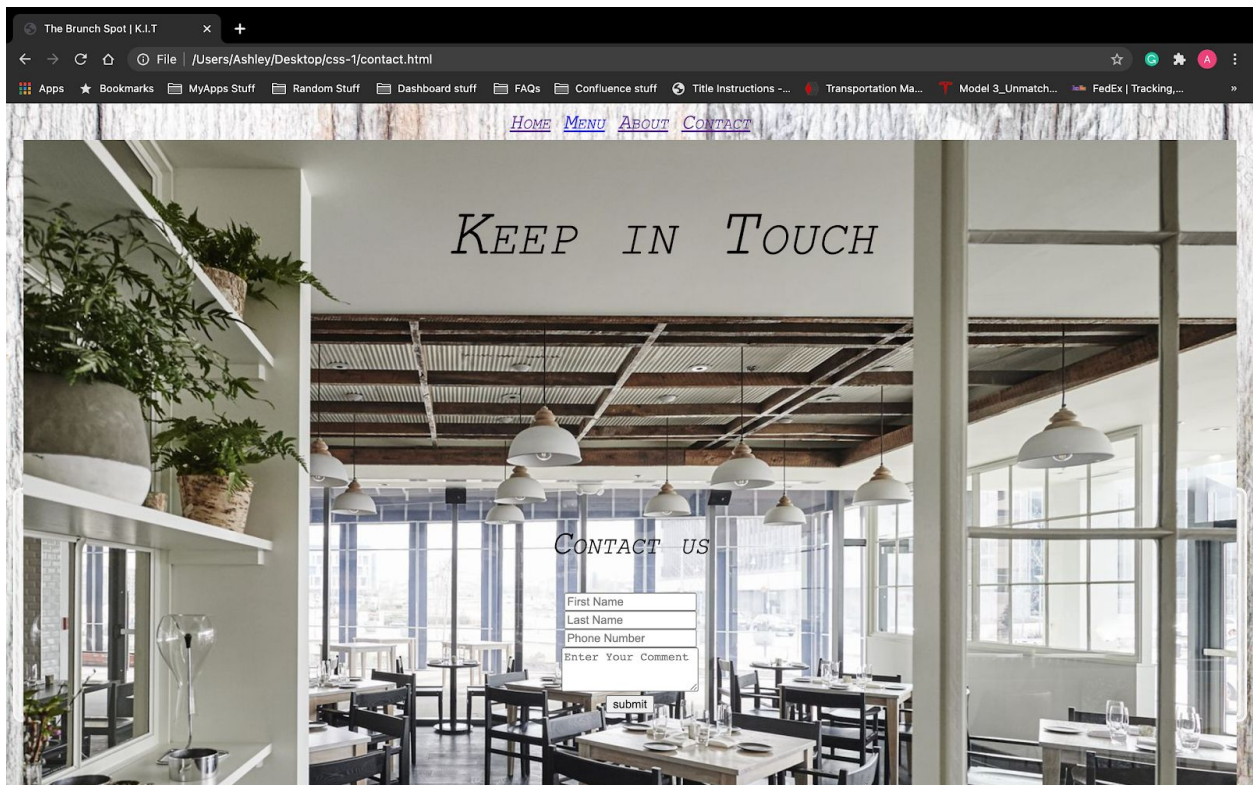 The Brunch Spot | K.I.T
File | /Users/Ashley/Desktop/css-1/contact.html
A
Apps Bookmarks MyApps Stuff Random Stuff Dashboard stuff FAQs Confluence stuff Title Instructions -... Transportation Ma... Model 3_Unmatch... FedEx | Tracking,... »
Home Menu About Contact
Keep in Touch
Contact us
First Name
Last Name
Phone Number
Enter Your Comment
submit